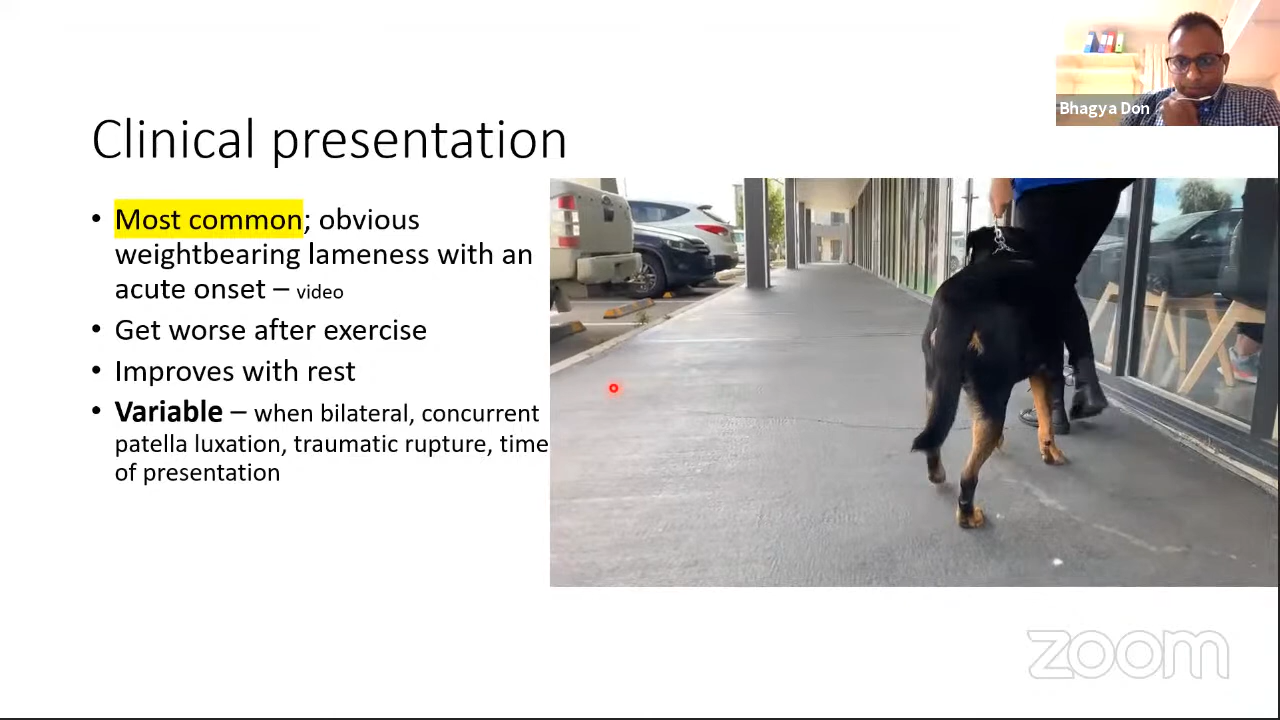 Bhagya Don
Clinical presentation
• Most common; obvious
weightbearing lameness with an
acute onset – video
• Get worse after exercise
• Improves with rest
• Variable – when bilateral, concurrent
patella luxation, traumatic rupture, time
of presentation
zoom